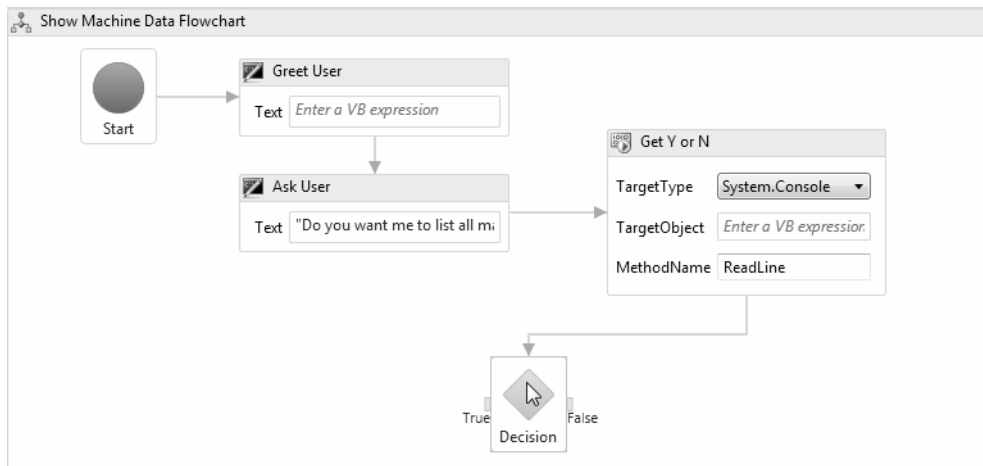 Show Machine Data Flowchart
Start
Greet User
Text Enter a VB expression
Ask User
Text "Do you want me to list all ma
Get Y or N
TargetType System.Console
TargetObject Enter a VB expression
MethodName ReadLine
True False
Decision